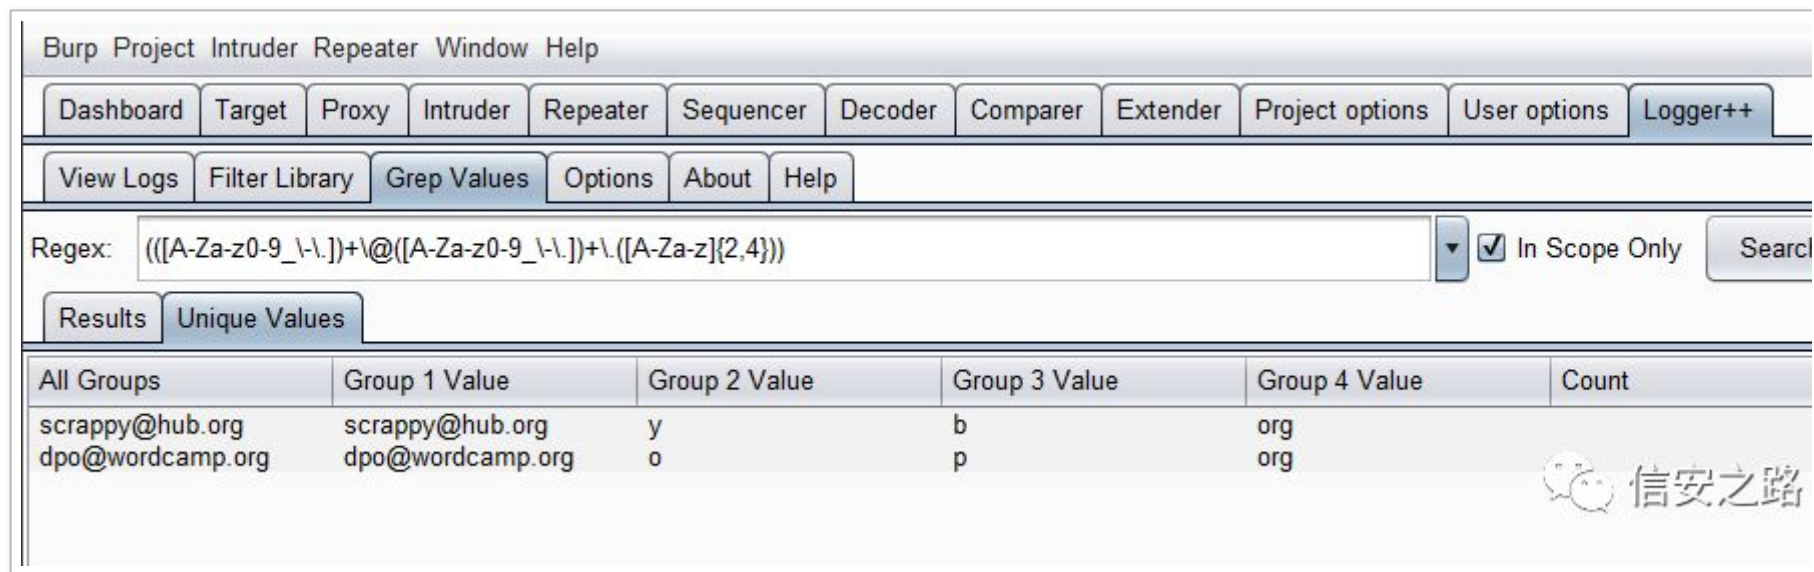 Burp Project Intruder Repeater Window Help
Dashboard Target Proxy Intruder Repeater Sequencer Decoder Comparer Extender Project options User options Logger++
View Logs Filter Library Grep Values Options About Help
Regex: (([A-Za-z0-9_\-\.])+\@([A-Za-z0-9_\-\.])+\.([A-Za-z]{2,4})) In Scope Only Search
Results Unique Values
All Groups Group 1 Value Group 2 Value Group 3 Value Group 4 Value Count
scrappy@hub.org scrappy@hub.org y b org
dpo@wordcamp.org dpo@wordcamp.org o p org
信安之路